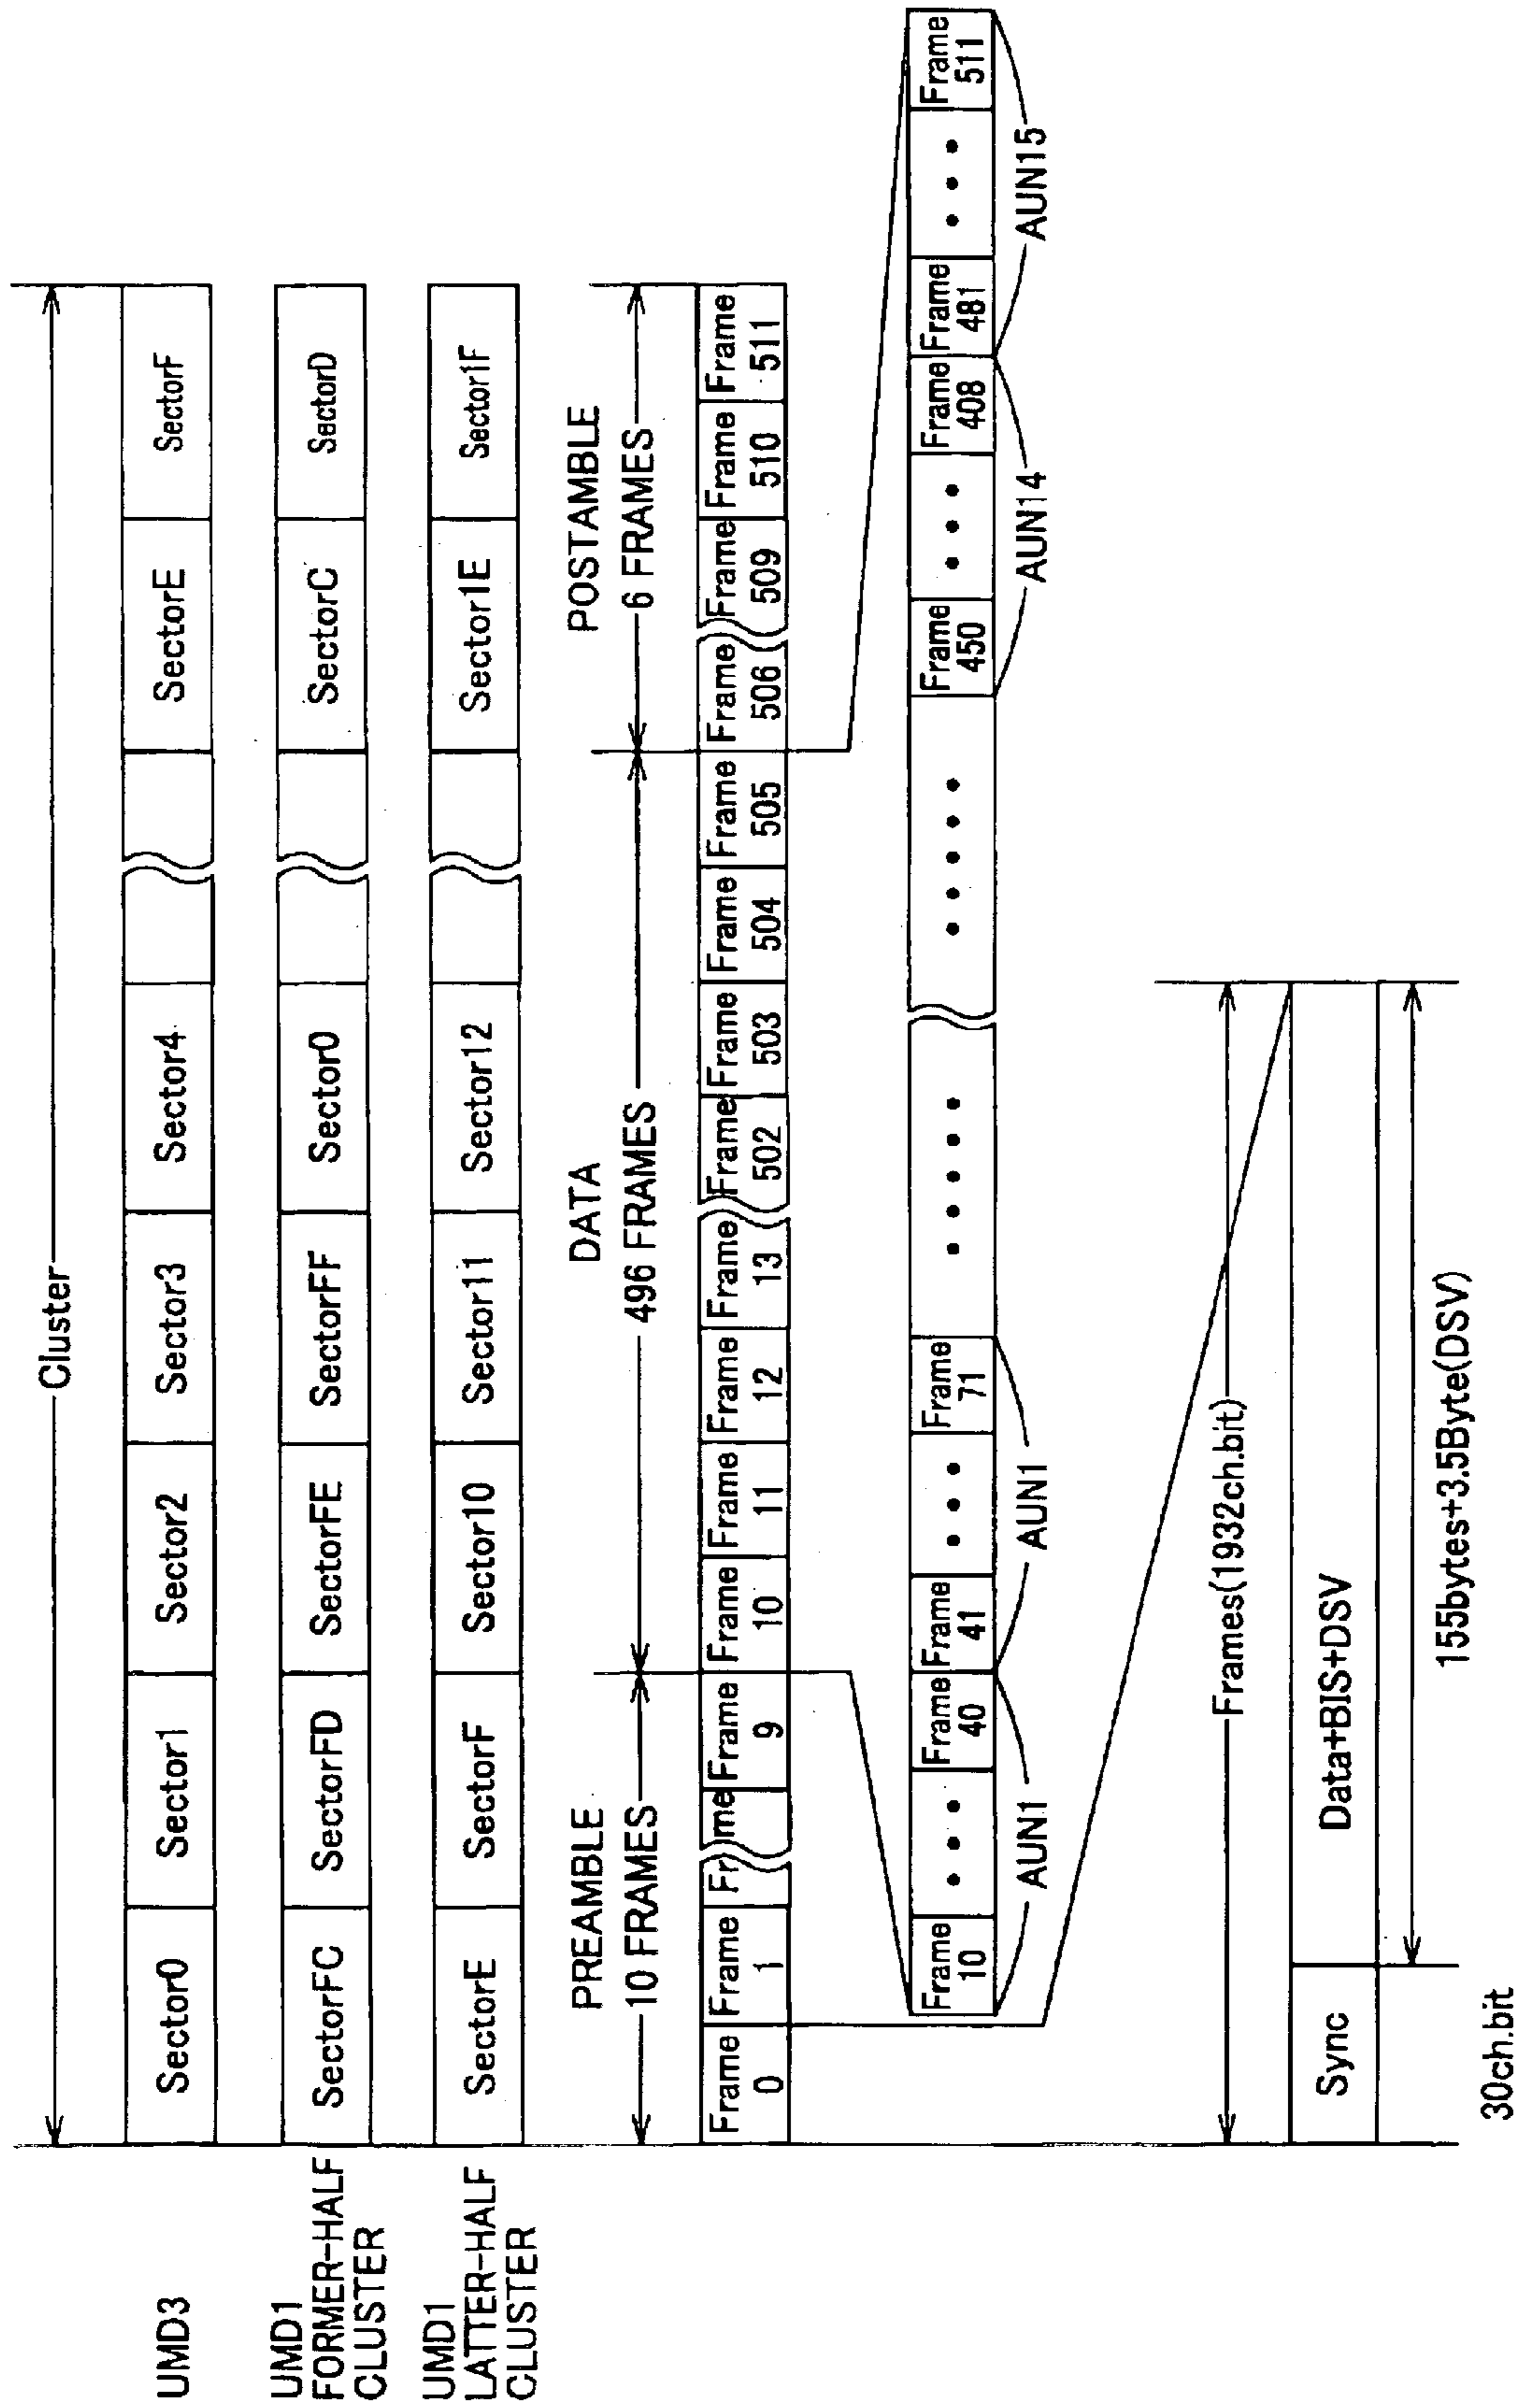 Cluster
UMD3
Sector0 Sector1 Sector2 Sector3 Sector4 SectorE SectorF
UMD1
FORMER-HALF
CLUSTER
SectorFC SectorFD SectorFE SectorFF Sector0 SectorC SectorD
UMD1
LATTER-HALF
CLUSTER
SectorE SectorF Sector10 Sector11 Sector12 Sector1E Sector1F
PREAMBLE
10 FRAMES
DATA
496 FRAMES
POSTAMBLE
6 FRAMES
Frame Frame Fr me Frame Frame Frame Frame Frame Frame Frame Frame Frame Frame Frame Frame Frame
0 1 9 10 11 12 13 502 503 504 505 506 509 510 511
Frame Frame Frame Frame Frame Frame Frame Frame
10 40 41 71 450 408 481 511
AUN1 AUN1 AUN14 AUN15
Frames(1932ch.bit)
Sync Data+BIS+DSV
155bytes+3.5Byte(DSV)
30ch.bit